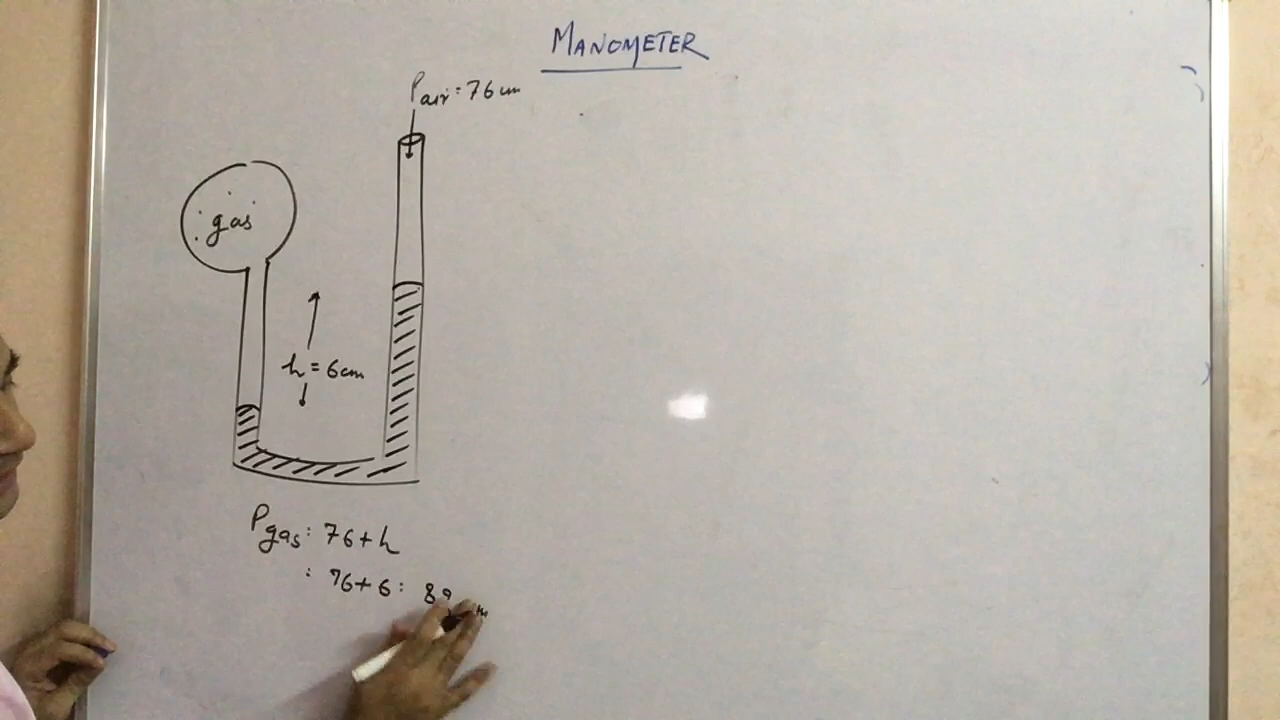 MANOMETER
Pair = 76 cm
gas
h = 6cm
Pgas : 76 + h
: 76 + 6 :